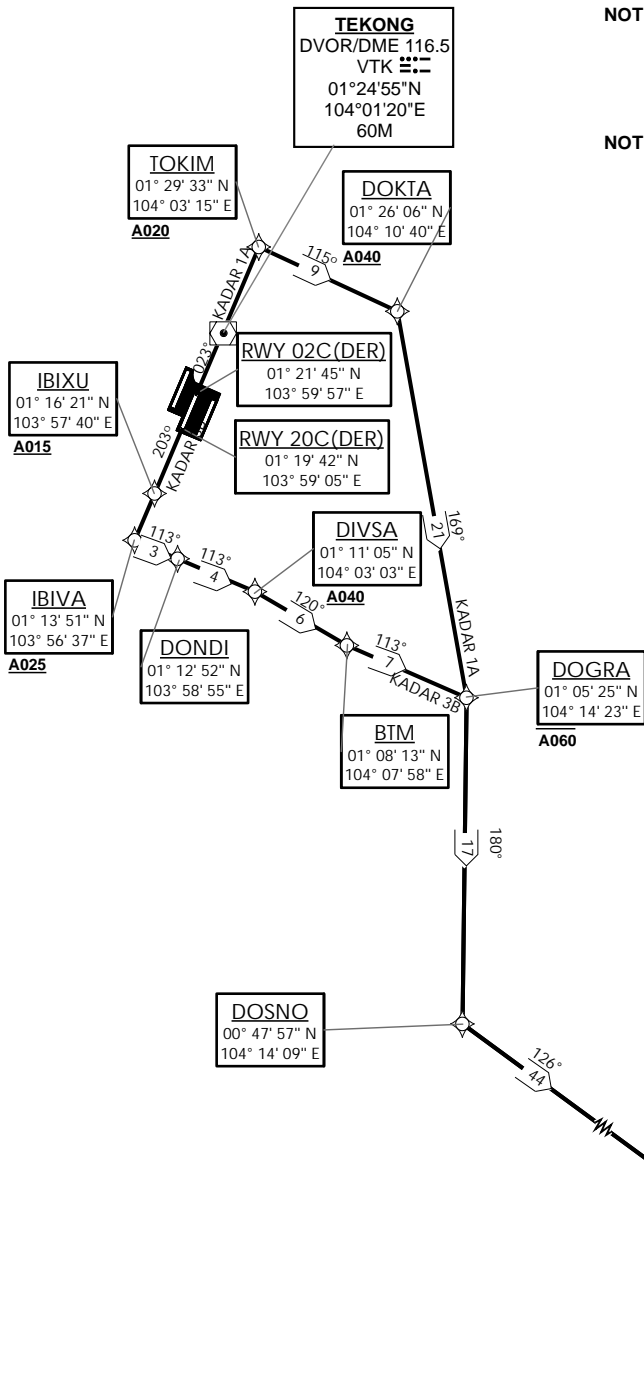 NOT
TEKONG
DVOR/DME 116.5
VTK
01°24'55"N
104°01'20"E
60M
NOT
TOKIM
01° 29' 33" N
104° 03' 15" E
A020
DOKTA
01° 26' 06" N
104° 10' 40" E
A040
115°
9
KADAR 1A
023°
RWY 02C(DER)
01° 21' 45" N
103° 59' 57" E
IBIXU
01° 16' 21" N
103° 57' 40" E
A015
RWY 20C(DER)
01° 19' 42" N
103° 59' 05" E
203°
KADAR
169°
21
DIVSA
01° 11' 05" N
104° 03' 03" E
A040
113°
3
113°
4
120°
6
113°
7
KADAR 3B
KADAR 1A
IBIVA
01° 13' 51" N
103° 56' 37" E
A025
DONDI
01° 12' 52" N
103° 58' 55" E
DOGRA
01° 05' 25" N
104° 14' 23" E
A060
BTM
01° 08' 13" N
104° 07' 58" E
180°
17
DOSNO
00° 47' 57" N
104° 14' 09" E
126°
44